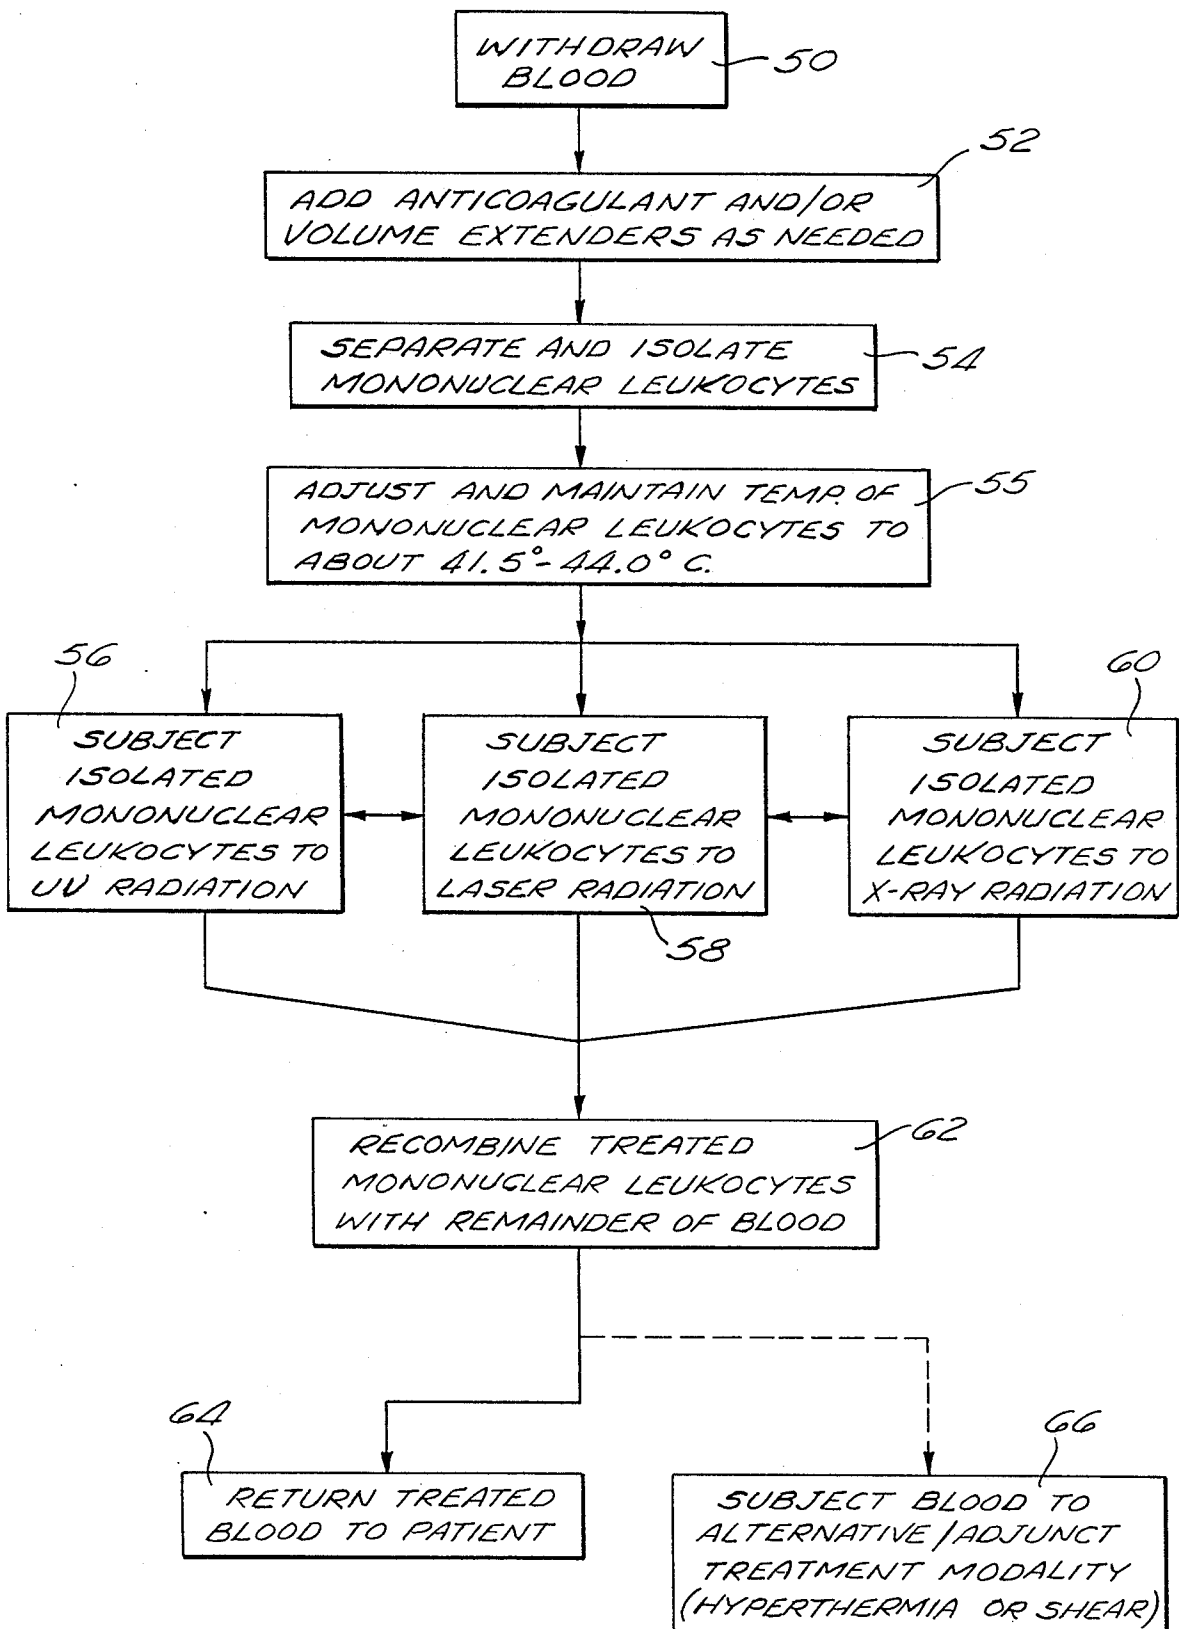 WITHDRAW
BLOOD
50
52
ADD ANTICOAGULANT AND/OR
VOLUME EXTENDERS AS NEEDED
SEPARATE AND ISOLATE
MONONUCLEAR LEUKOCYTES
54
ADJUST AND MAINTAIN TEMP. OF
MONONUCLEAR LEUKOCYTES TO
ABOUT 41.5°-44.0° C.
55
56
SUBJECT
ISOLATED
MONONUCLEAR
LEUKOCYTES TO
UV RADIATION
SUBJECT
ISOLATED
MONONUCLEAR
LEUKOCYTES TO
LASER RADIATION
58
60
SUBJECT
ISOLATED
MONONUCLEAR
LEUKOCYTES TO
X-RAY RADIATION
RECOMBINE TREATED
MONONUCLEAR LEUKOCYTES
WITH REMAINDER OF BLOOD
62
64
RETURN TREATED
BLOOD TO PATIENT
66
SUBJECT BLOOD TO
ALTERNATIVE/ADJUNCT
TREATMENT MODALITY
(HYPERTHERMIA OR SHEAR)